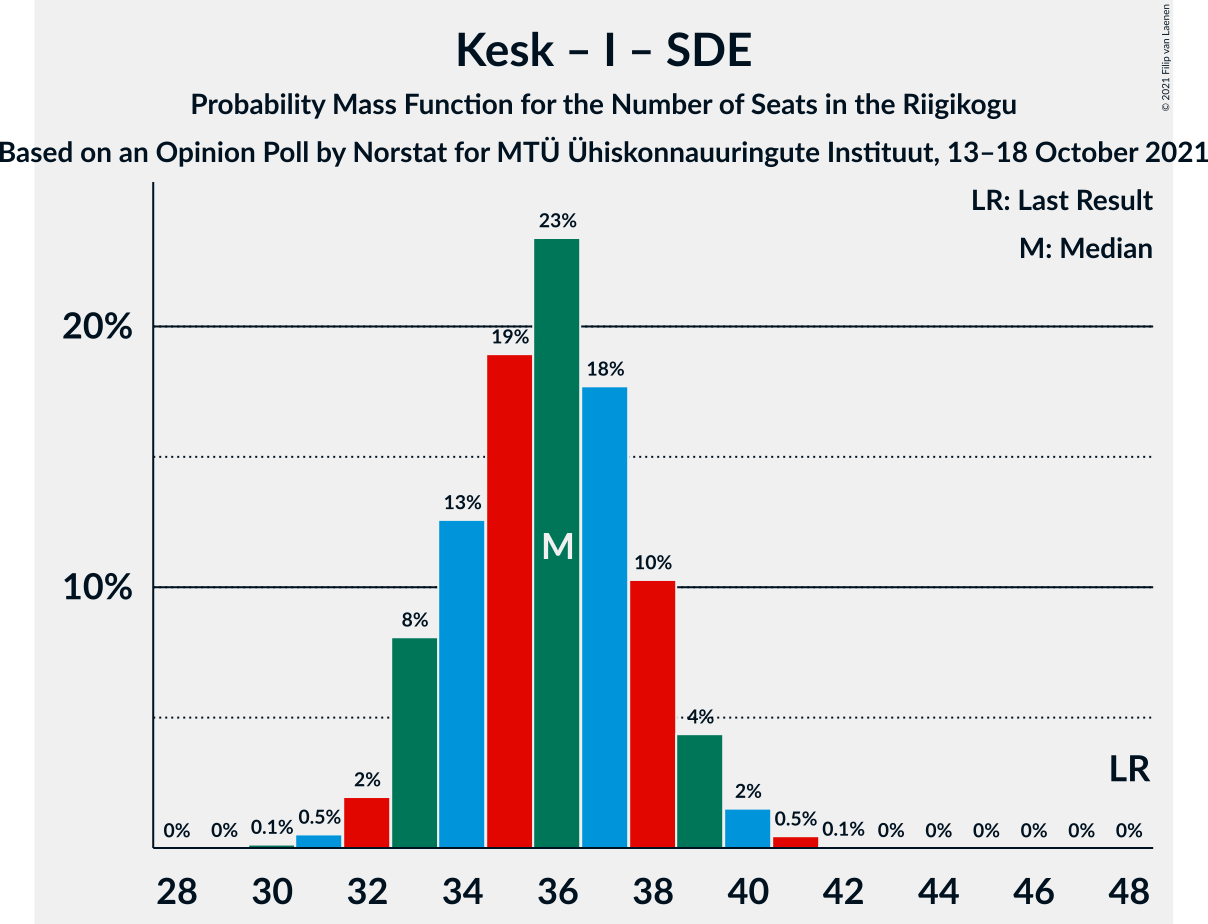 Kesk – I – SDE
Probability Mass Function for the Number of Seats in the Riigikogu
Based on an Opinion Poll by Norstat for MTÜ Ühiskonnauuringute Instituut, 13–18 October 2021
© 2021 Filip van Laenen
LR: Last Result
M: Median
20%
10%
0% 0% 0.1% 0.5% 2% 8% 13% 19% 23% 18% 10% 4% 2% 0.5% 0.1% 0% 0% 0% 0% 0% 0%
M
LR
28 30 32 34 36 38 40 42 44 46 48